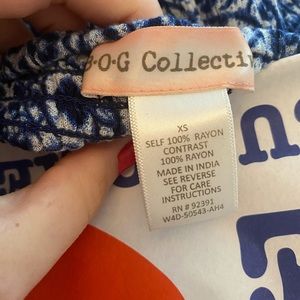 B·O·G Collecti
XS
SELF 100% RAYON
CONTRAST
100% RAYON
MADE IN INDIA
SEE REVERSE
FOR CARE
INSTRUCTIONS
RN # 92391
W4D-50543-AH4